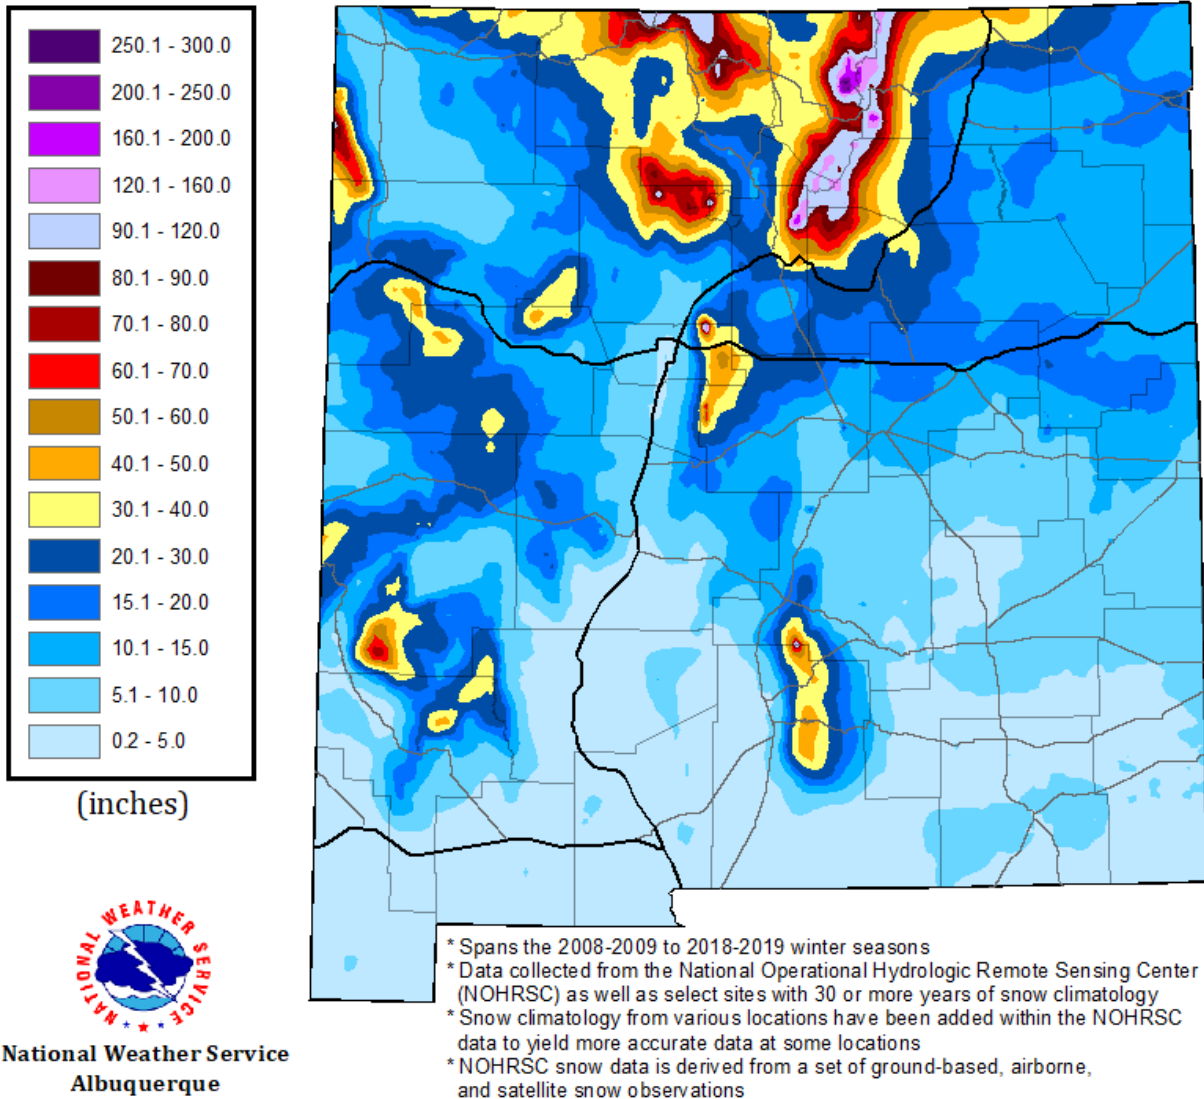 250.1 - 300.0
200.1 - 250.0
160.1 - 200.0
120.1 - 160.0
90.1 - 120.0
80.1 - 90.0
70.1 - 80.0
60.1 - 70.0
50.1 - 60.0
40.1 - 50.0
30.1 - 40.0
20.1 - 30.0
15.1 - 20.0
10.1 - 15.0
5.1 - 10.0
0.2 - 5.0
(inches)
NATIONAL WEATHER SERVICE
National Weather Service
Albuquerque
* Spans the 2008-2009 to 2018-2019 winter seasons
* Data collected from the National Operational Hydrologic Remote Sensing Center
(NOHRSC) as well as select sites with 30 or more years of snow climatology
* Snow climatology from various locations have been added within the NOHRSC
data to yield more accurate data at some locations
* NOHRSC snow data is derived from a set of ground-based, airborne,
and satellite snow observations